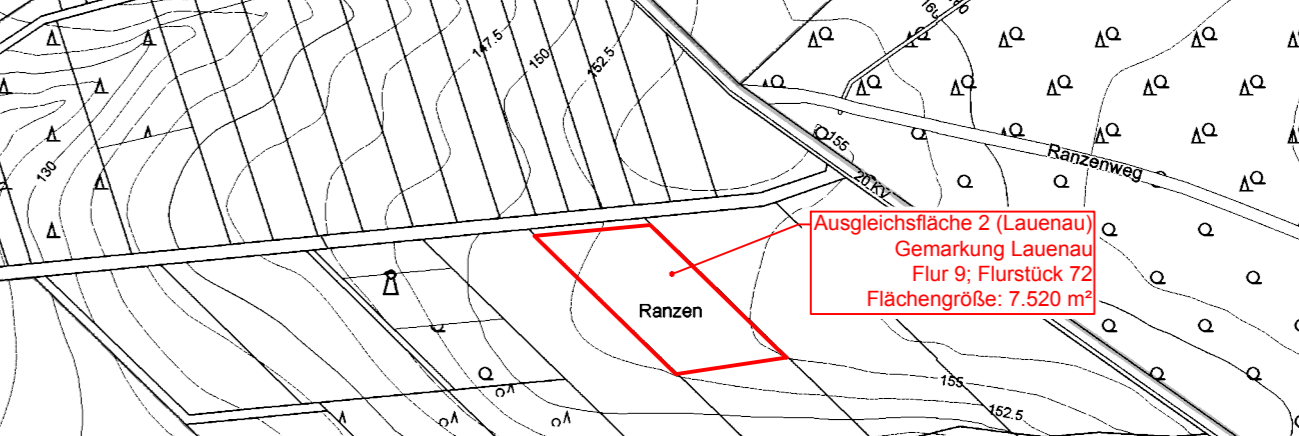 147.5
150
152.5
130
155
20 KV
Ranzenweg
Ausgleichsfläche 2 (Lauenau)
Gemarkung Lauenau
Flur 9; Flurstück 72
Flächengröße: 7.520 m²
Ranzen
155
152.5